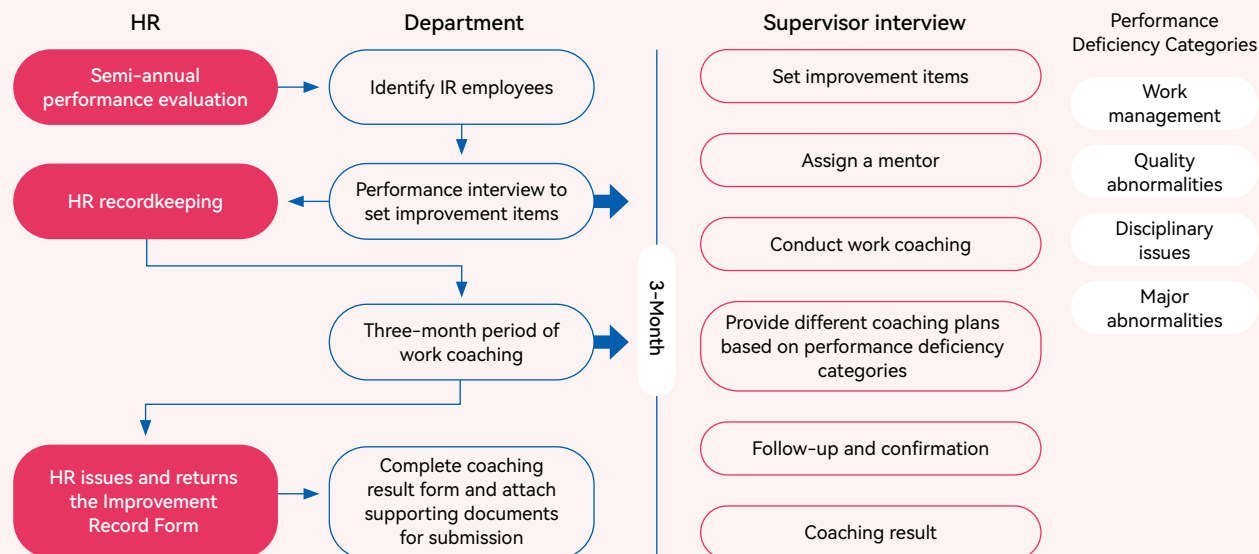 HR
Department
Supervisor interview
Performance
Deficiency Categories
Semi-annual
performance evaluation
Identify IR employees
Set improvement items
Work
management
Assign a mentor
Quality
abnormalities
HR recordkeeping
Performance interview to
set improvement items
Conduct work coaching
Disciplinary
issues
3-Month
Three-month period of
work coaching
Provide different coaching plans
based on performance deficiency
categories
Major
abnormalities
Follow-up and confirmation
HR issues and returns
the Improvement
Record Form
Complete coaching
result form and attach
supporting documents
for submission
Coaching result